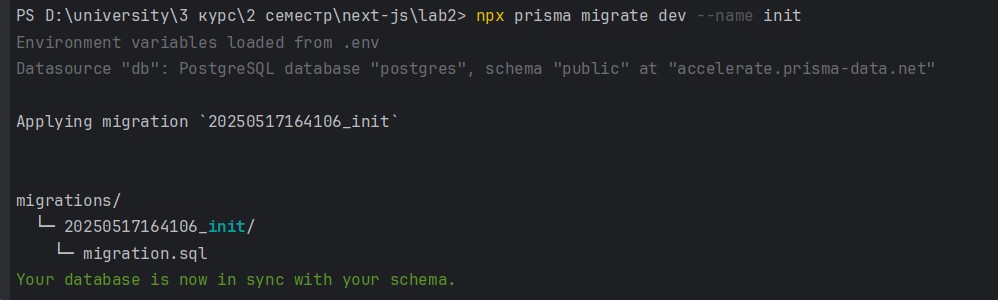 PS D:\university\3 курс\2 семестр\next-js\lab2> npx prisma migrate dev --name init
Environment variables loaded from .env
Datasource "db": PostgreSQL database "postgres", schema "public" at "accelerate.prisma-data.net"
Applying migration `20250517164106_init`
migrations/
└─ 20250517164106_init/
└─ migration.sql
Your database is now in sync with your schema.